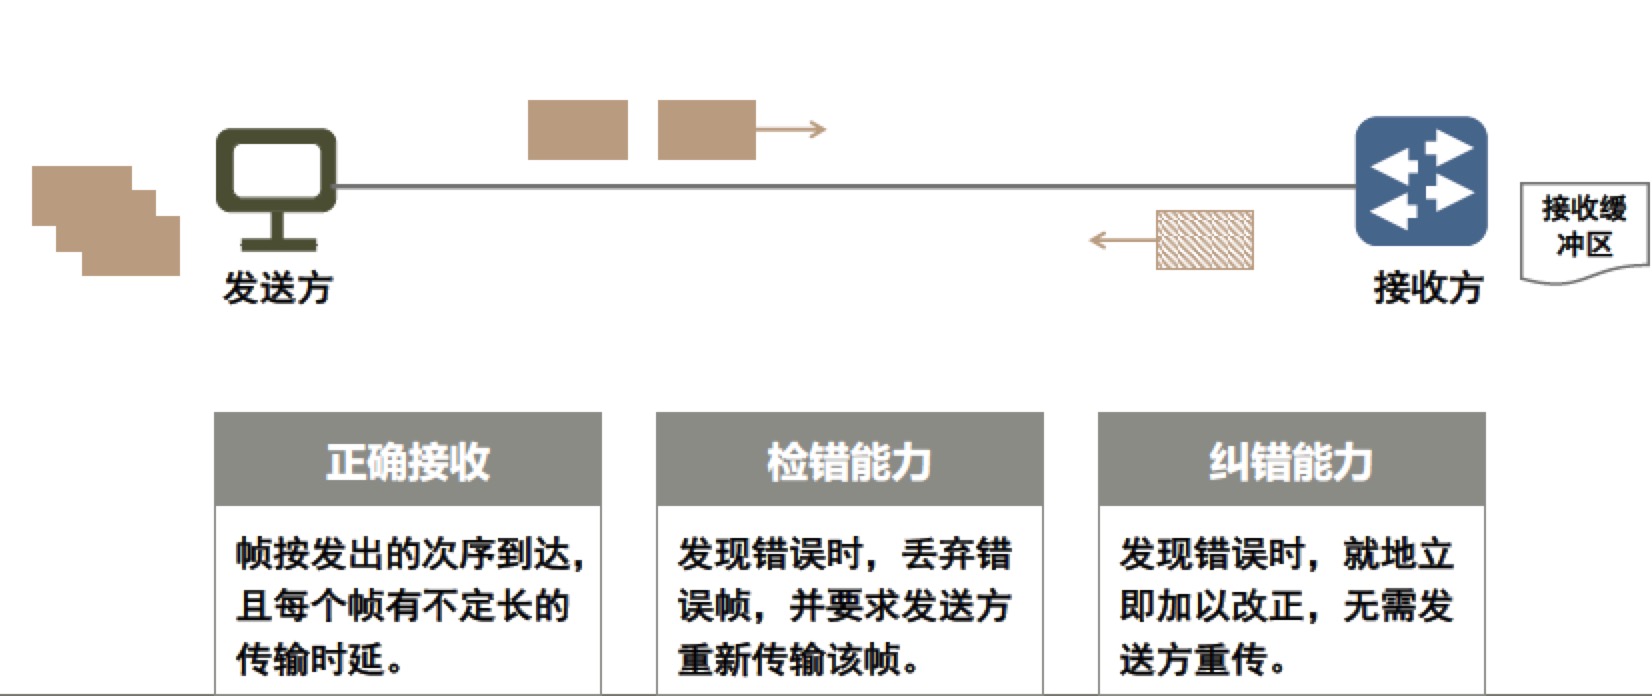 发送方
接收方
接收缓
冲区
正确接收
帧按发出的次序到达，
且每个帧有不定长的
传输时延。
检错能力
发现错误时，丢弃错
误帧，并要求发送方
重新传输该帧。
纠错能力
发现错误时，就地立
即加以改正，无需发
送方重传。